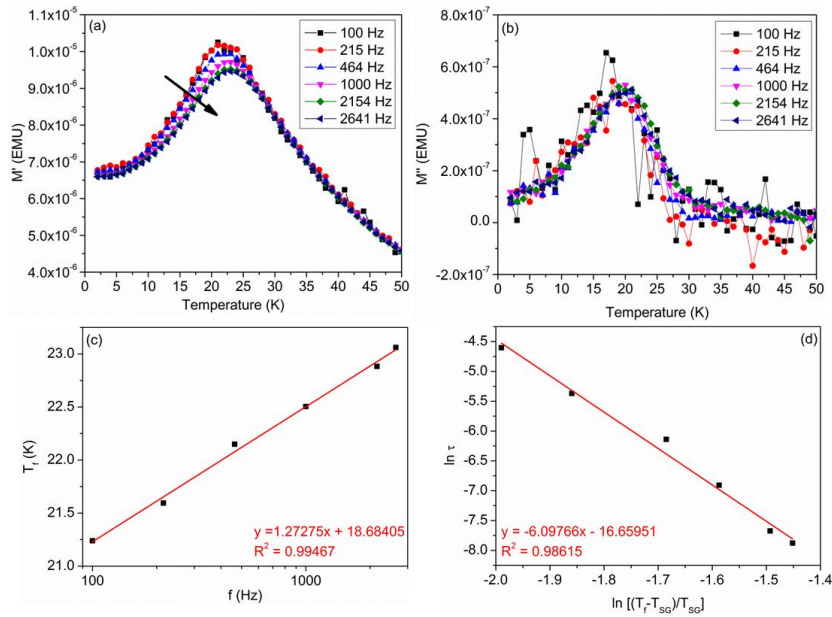 (a)
100 Hz
215 Hz
464 Hz
1000 Hz
2154 Hz
2641 Hz
1.1x10⁻⁵
1.0x10⁻⁵
9.0x10⁻⁶
8.0x10⁻⁶
7.0x10⁻⁶
6.0x10⁻⁶
5.0x10⁻⁶
4.0x10⁻⁶
M' (EMU)
0 5 10 15 20 25 30 35 40 45 50
Temperature (K)
(b)
100 Hz
215 Hz
464 Hz
1000 Hz
2154 Hz
2641 Hz
8.0x10⁻⁷
6.0x10⁻⁷
4.0x10⁻⁷
2.0x10⁻⁷
0.0
-2.0x10⁻⁷
M'' (EMU)
0 5 10 15 20 25 30 35 40 45 50
Temperature (K)
(c)
23.0
22.5
22.0
21.5
21.0
T_f (K)
y =1.27275x + 18.68405
R² = 0.99467
100 1000
f (Hz)
(d)
-4.5
-5.0
-5.5
-6.0
-6.5
-7.0
-7.5
-8.0
ln τ
y = -6.09766x - 16.65951
R² = 0.98615
-2.0 -1.9 -1.8 -1.7 -1.6 -1.5 -1.4
ln [(T_f-T_SG)/T_SG]